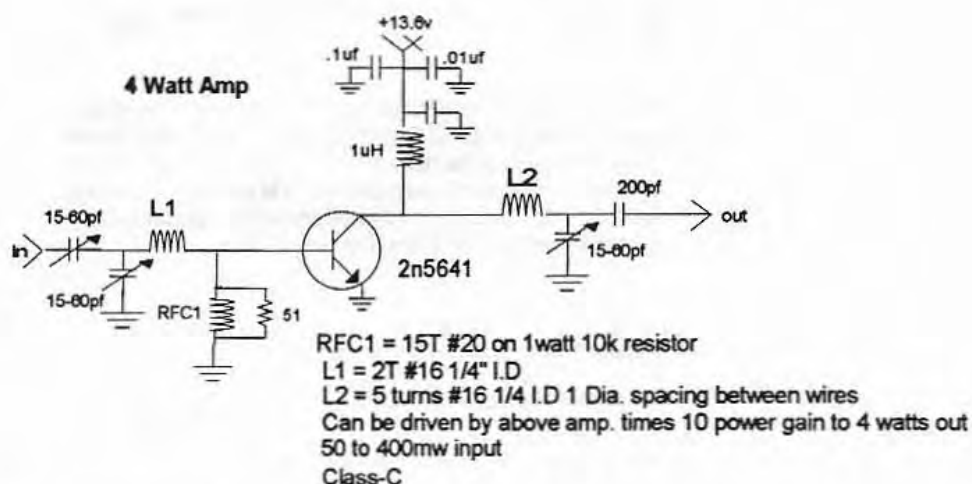 +13.6v
.1uf
.01uf
4 Watt Amp
1uH
L2
200pf
15-60pf
L1
out
In
15-60pf
2n5641
15-60pf
RFC1
51
RFC1 = 15T #20 on 1watt 10k resistor
L1 = 2T #16 1/4" I.D
L2 = 5 turns #16 1/4 I.D 1 Dia. spacing between wires
Can be driven by above amp. times 10 power gain to 4 watts out
50 to 400mw input
Class-C